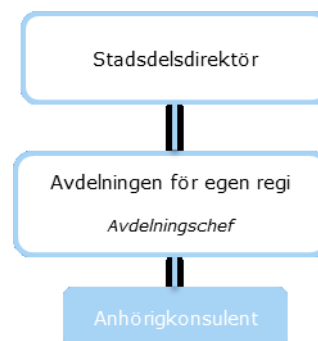 Stadsdelsdirektör
Avdelningen för egen regi
Avdelningschef
Anhörigkonsulent